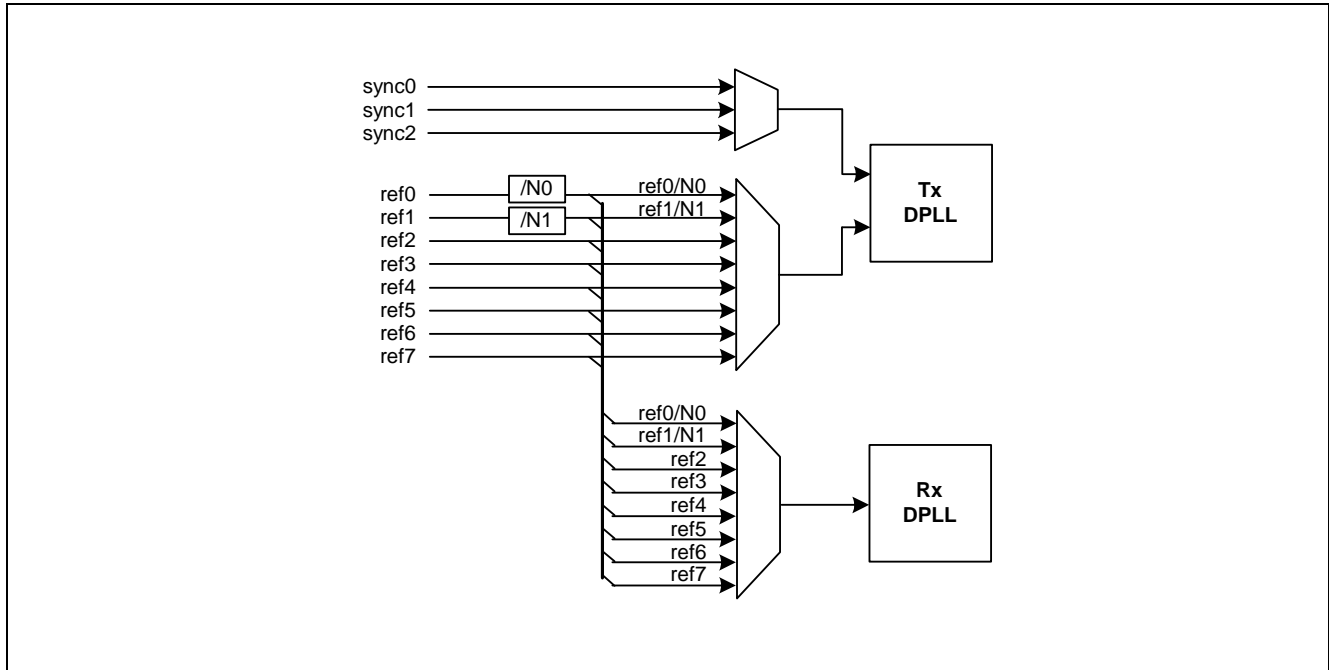 sync0
sync1
sync2
ref0
/N0
ref0/N0
ref1
/N1
ref1/N1
ref2
ref3
ref4
ref5
ref6
ref7
Tx
DPLL
ref0/N0
ref1/N1
ref2
ref3
ref4
ref5
ref6
ref7
Rx
DPLL